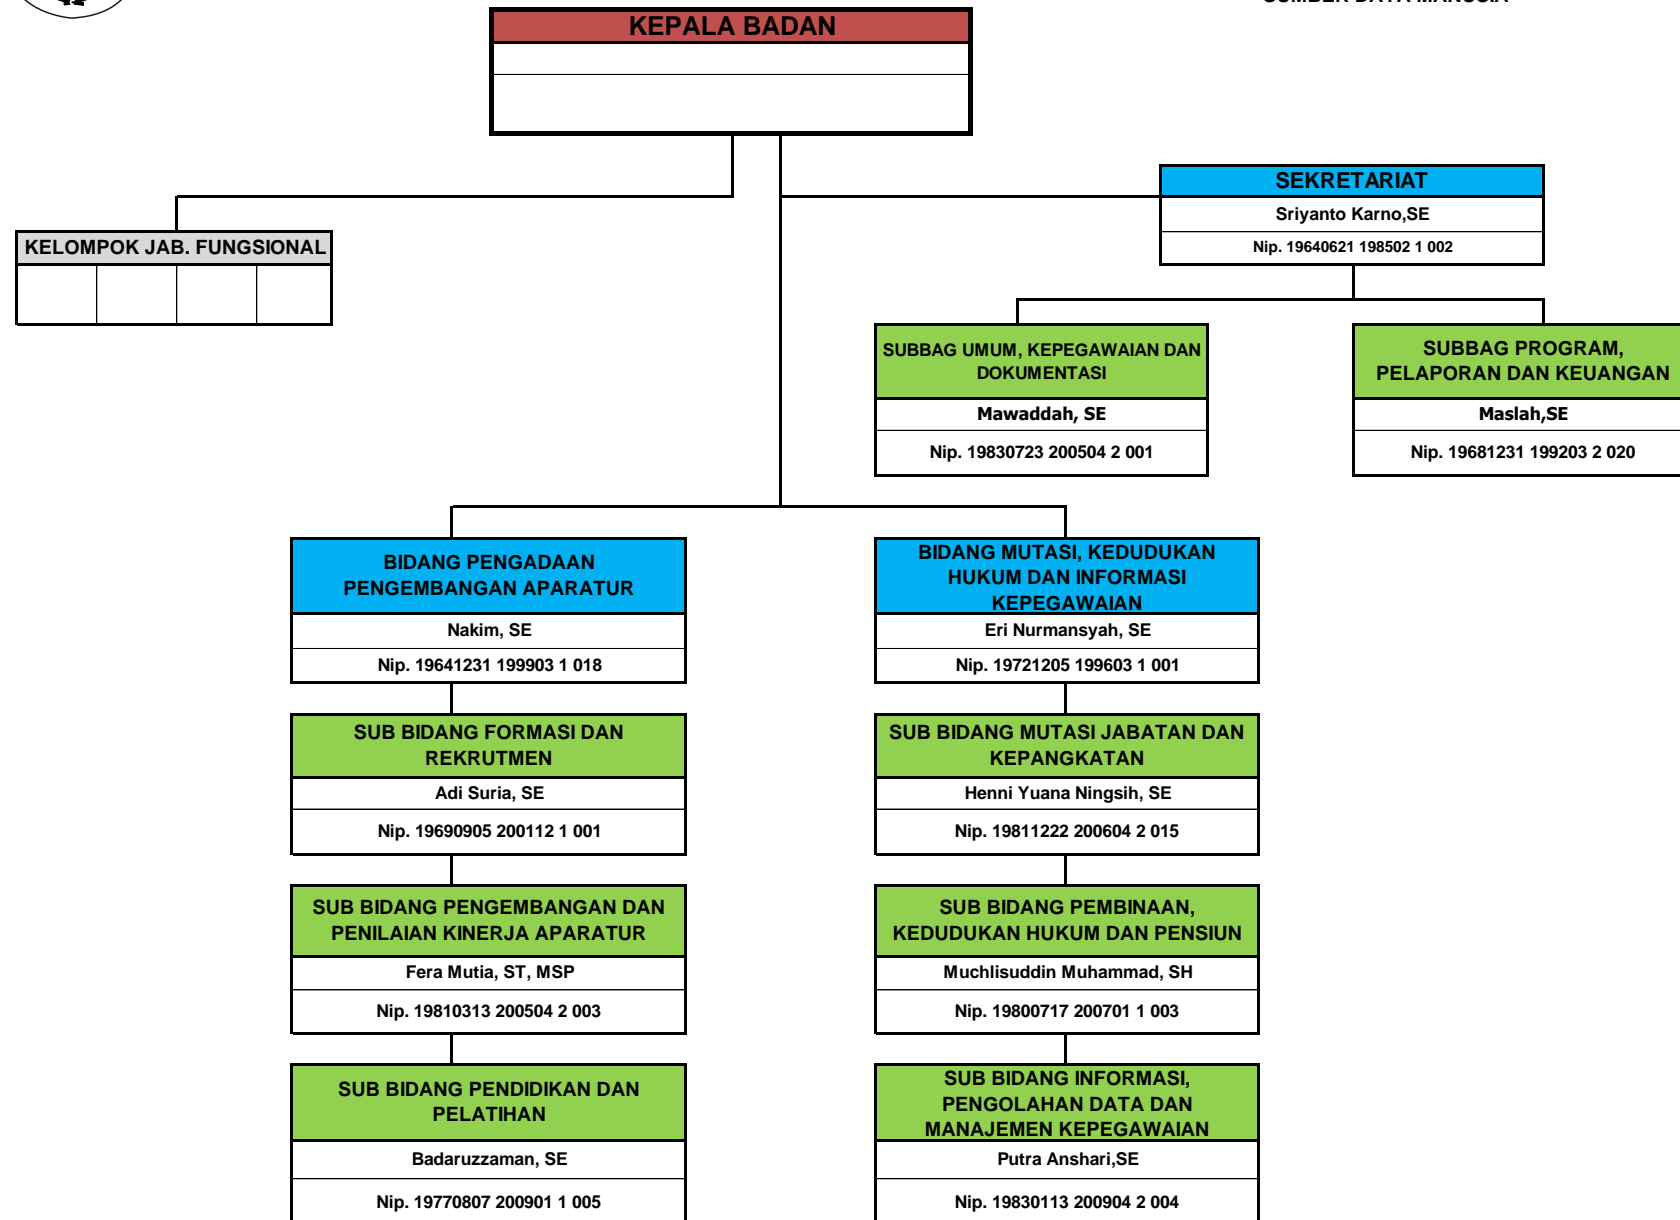 KEPALA BADAN
SEKRETARIAT
Sriyanto Karno,SE
Nip. 19640621 198502 1 002
KELOMPOK JAB. FUNGSIONAL
SUBBAG UMUM, KEPEGAWAIAN DAN
DOKUMENTASI
Mawaddah, SE
Nip. 19830723 200504 2 001
SUBBAG PROGRAM,
PELAPORAN DAN KEUANGAN
Maslah,SE
Nip. 19681231 199203 2 020
BIDANG PENGADAAN
PENGEMBANGAN APARATUR
Nakim, SE
Nip. 19641231 199903 1 018
BIDANG MUTASI, KEDUDUKAN
HUKUM DAN INFORMASI
KEPEGAWAIAN
Eri Nurmansyah, SE
Nip. 19721205 199603 1 001
SUB BIDANG FORMASI DAN
REKRUTMEN
Adi Suria, SE
Nip. 19690905 200112 1 001
SUB BIDANG MUTASI JABATAN DAN
KEPANGKATAN
Henni Yuana Ningsih, SE
Nip. 19811222 200604 2 015
SUB BIDANG PENGEMBANGAN DAN
PENILAIAN KINERJA APARATUR
Fera Mutia, ST, MSP
Nip. 19810313 200504 2 003
SUB BIDANG PEMBINAAN,
KEDUDUKAN HUKUM DAN PENSIUN
Muchlisuddin Muhammad, SH
Nip. 19800717 200701 1 003
SUB BIDANG PENDIDIKAN DAN
PELATIHAN
Badaruzzaman, SE
Nip. 19770807 200901 1 005
SUB BIDANG INFORMASI,
PENGOLAHAN DATA DAN
MANAJEMEN KEPEGAWAIAN
Putra Anshari,SE
Nip. 19830113 200904 2 004